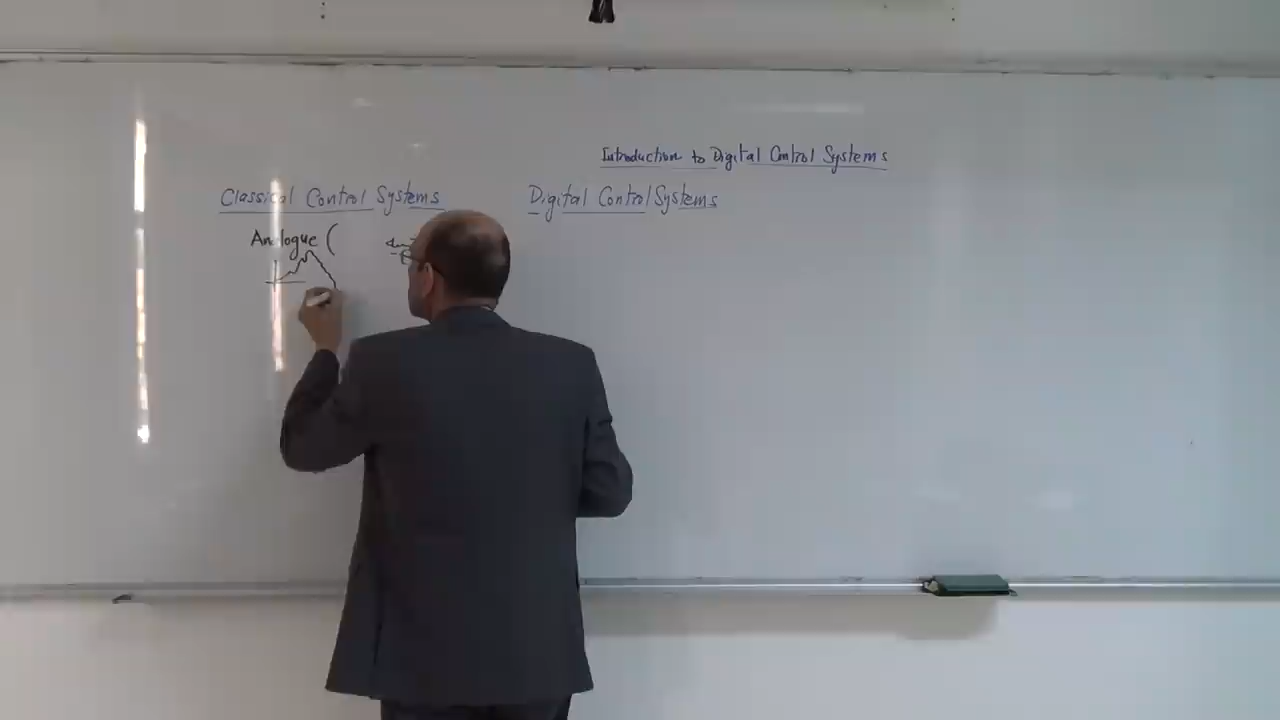 Introduction to Digital Control Systems
Classical Control Systems
Digital Control Systems
Analogue (